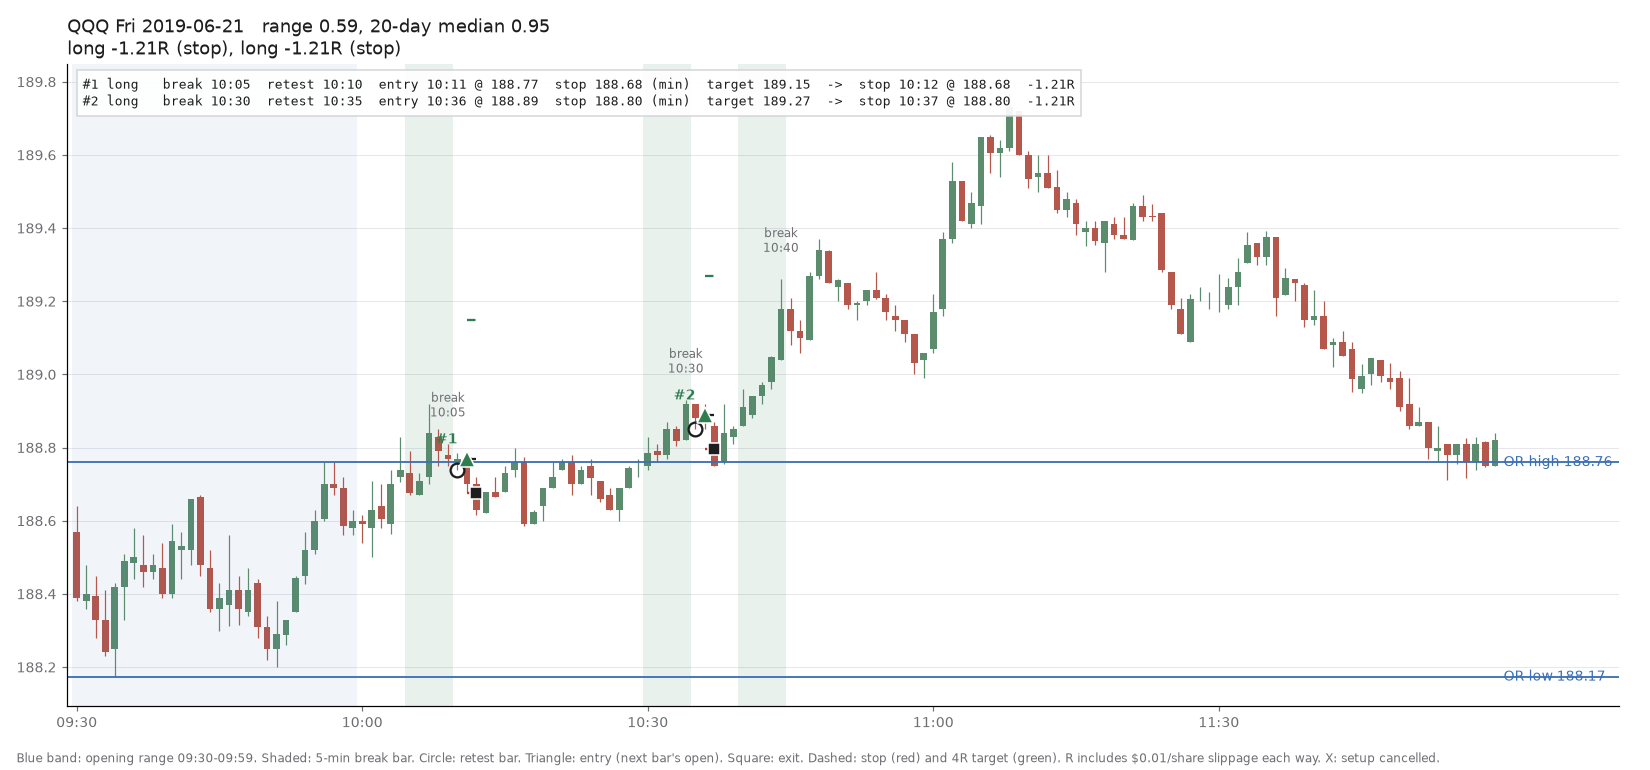 QQQ Fri 2019-06-21   range 0.59, 20-day median 0.95
long -1.21R (stop), long -1.21R (stop)
#1 long   break 10:05  retest 10:10  entry 10:11 @ 188.77  stop 188.68 (min)  target 189.15  ->  stop 10:12 @ 188.68  -1.21R
#2 long   break 10:30  retest 10:35  entry 10:36 @ 188.89  stop 188.80 (min)  target 189.27  ->  stop 10:37 @ 188.80  -1.21R
189.8
189.6
189.4
189.2
189.0
188.8
188.6
188.4
188.2
break
10:40
break
10:30
#2
break
10:05
#1
OR high 188.76
OR low 188.17
09:30
10:00
10:30
11:00
11:30
Blue band: opening range 09:30-09:59. Shaded: 5-min break bar. Circle: retest bar. Triangle: entry (next bar's open). Square: exit. Dashed: stop (red) and 4R target (green). R includes $0.01/share slippage each way. X: setup cancelled.